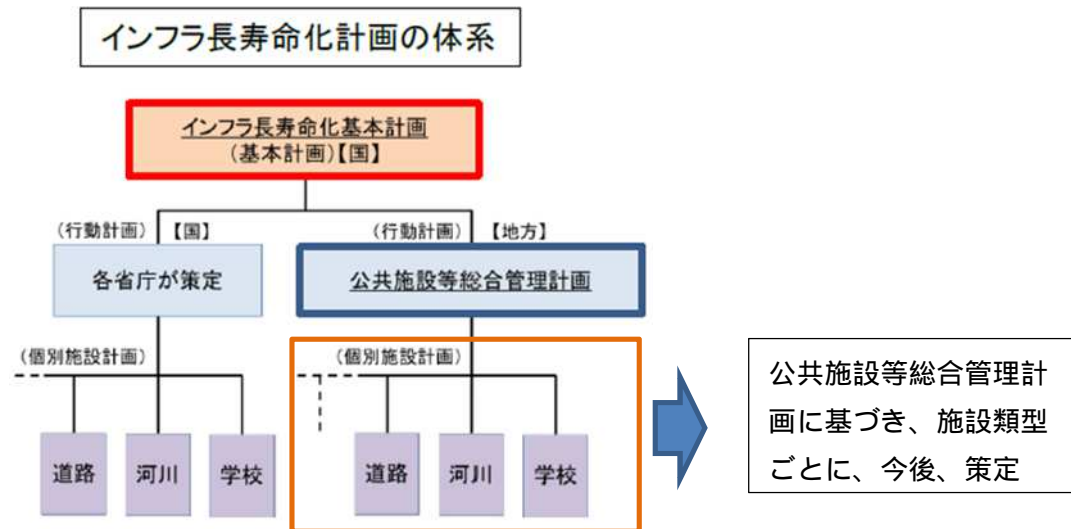 インフラ長寿命化計画の体系
インフラ長寿命化基本計画
(基本計画)【国】
(行動計画) 【国】
(行動計画) 【地方】
各省庁が策定
公共施設等総合管理計画
(個別施設計画)
(個別施設計画)
道路 河川 学校
道路 河川 学校
公共施設等総合管理計
画に基づき、施設類型
ごとに、今後、策定